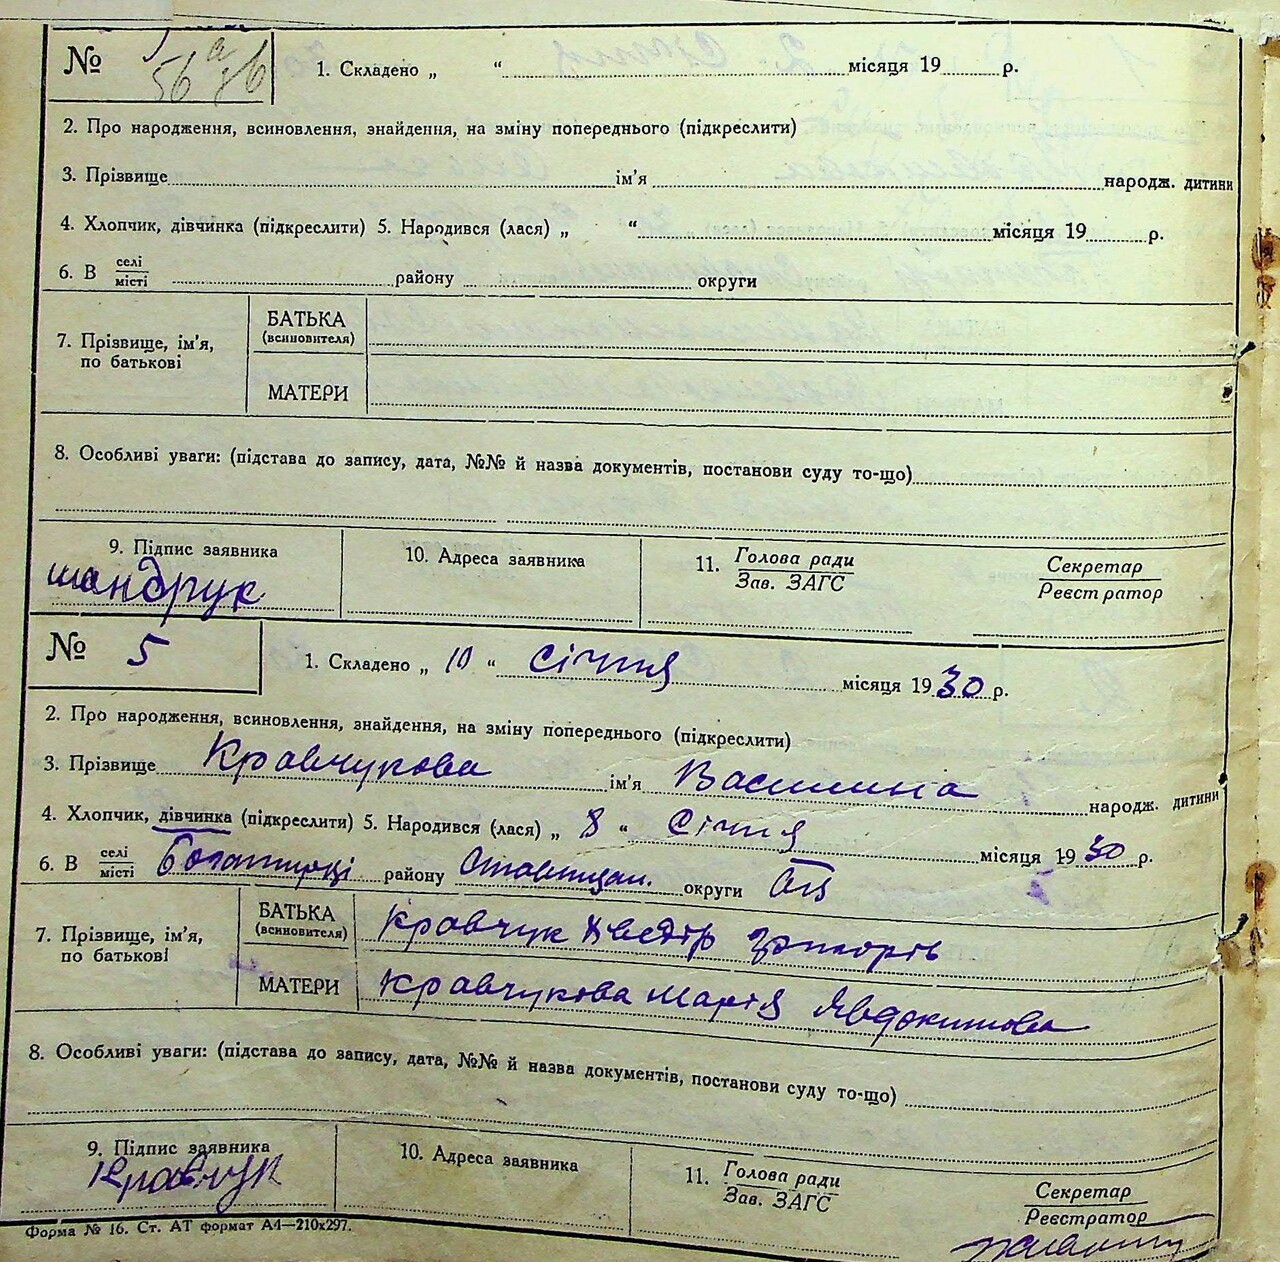 №
1. Складено „ “ місяця 19 р.
2. Про народження, всиновлення, знайдення, на зміну попереднього (підкреслити)
3. Прізвище ім’я народж. дитини
4. Хлопчик, дівчинка (підкреслити) 5. Народився (лася) „ “ місяця 19 р.
6. В селі місті району округи
7. Прізвище, ім’я, по батькові
БАТЬКА (всиновителя)
МАТЕРИ
8. Особливі уваги: (підстава до запису, дата, №№ й назва документів, постанови суду то-що)
9. Підпис заявника 10. Адреса заявника 11. Голова ради Зав. ЗАГС Секретар Реєстратор
шандрук
№ 5
1. Складено „ 10 “ Січня місяця 1930 р.
2. Про народження, всиновлення, знайдення, на зміну попереднього (підкреслити)
3. Прізвище Кравчукова ім’я Василина народж. дитини
4. Хлопчик, дівчинка (підкреслити) 5. Народився (лася) „ 8 “ Січня місяця 1930 р.
6. В селі місті району округи
7. Прізвище, ім’я, по батькові
БАТЬКА (всиновителя) Кравчук Хведір
МАТЕРИ Кравчукова Марія Явдокимова
8. Особливі уваги: (підстава до запису, дата, №№ й назва документів, постанови суду то-що)
9. Підпис заявника 10. Адреса заявника 11. Голова ради Зав. ЗАГС Секретар Реєстратор
Кравчук
Форма № 16. Ст. АТ формат А4—210х297.